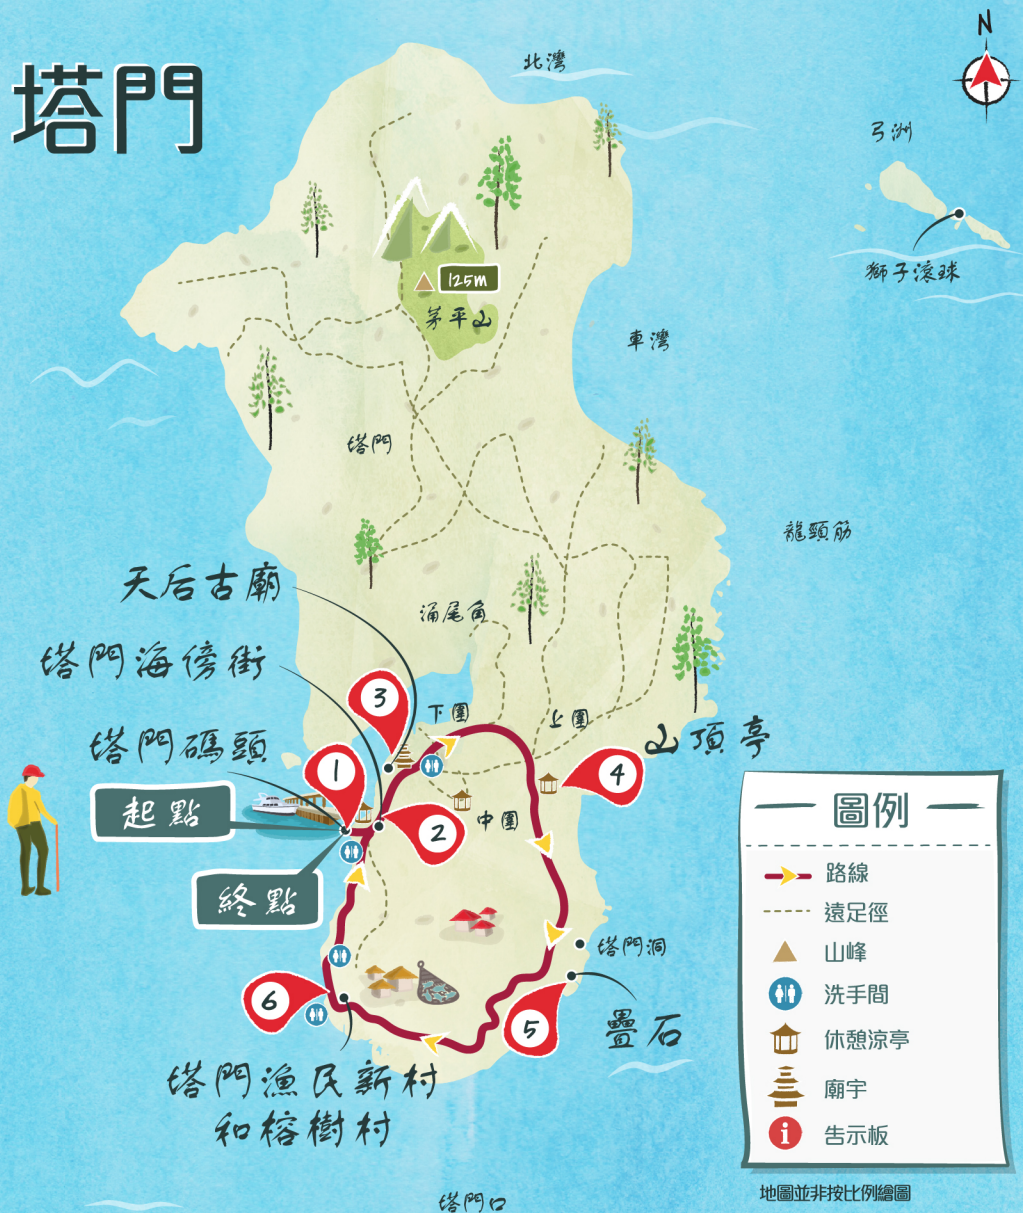 塔門
N
北灣
弓洲
獅子滾球
125m
茅平山
車灣
塔門
龍頸筋
天后古廟
涌尾角
塔門海傍街
3
下圍
上圍
山頂亭
塔門碼頭
1
4
起點
2
中圍
終點
塔門洞
6
5
疊石
塔門漁民新村
和榕樹村
塔門口
圖例
路線
遠足徑
山峰
洗手間
休憩涼亭
廟宇
i
告示板
地圖並非按比例繪圖